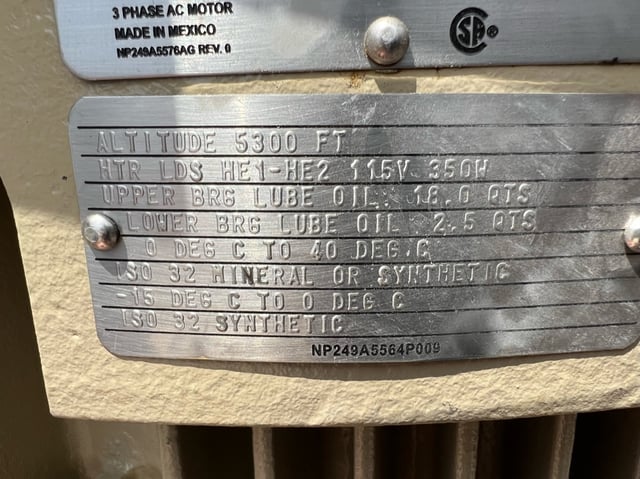 3 PHASE AC MOTOR
MADE IN MEXICO
NP249A5576AG REV. 0
SA ®
ALTITUDE 5300 FT
HTR LDS HE1-HE2 115V 350W
UPPER BRG LUBE OIL: 18.0 QTS
LOWER BRG LUBE OIL 2.5 QTS
0 DEG C TO 40 DEG.C
ISO 32 MINERAL OR SYNTHETIC
-15 DEG C TO 0 DEG C
ISO 32 SYNTHETIC
NP249A5564P009